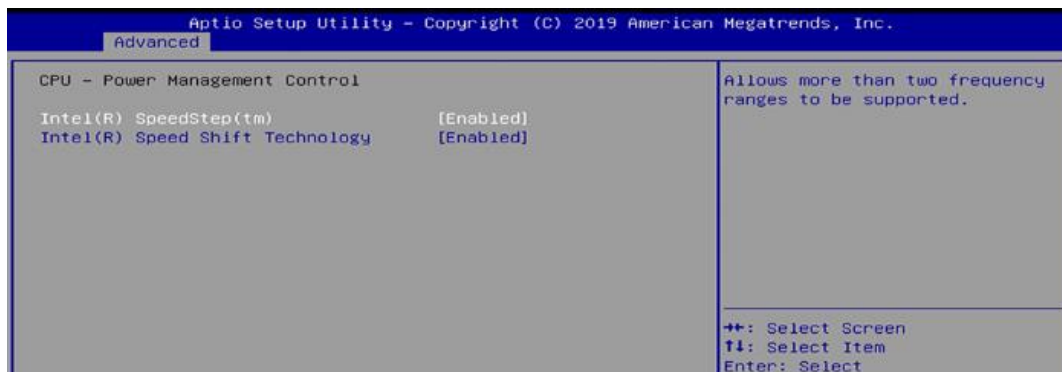 Aptio Setup Utility – Copyright (C) 2019 American Megatrends, Inc.
Advanced
CPU – Power Management Control
Intel(R) SpeedStep(tm) [Enabled]
Intel(R) Speed Shift Technology [Enabled]
Allows more than two frequency
ranges to be supported.
→←: Select Screen
↑↓: Select Item
Enter: Select